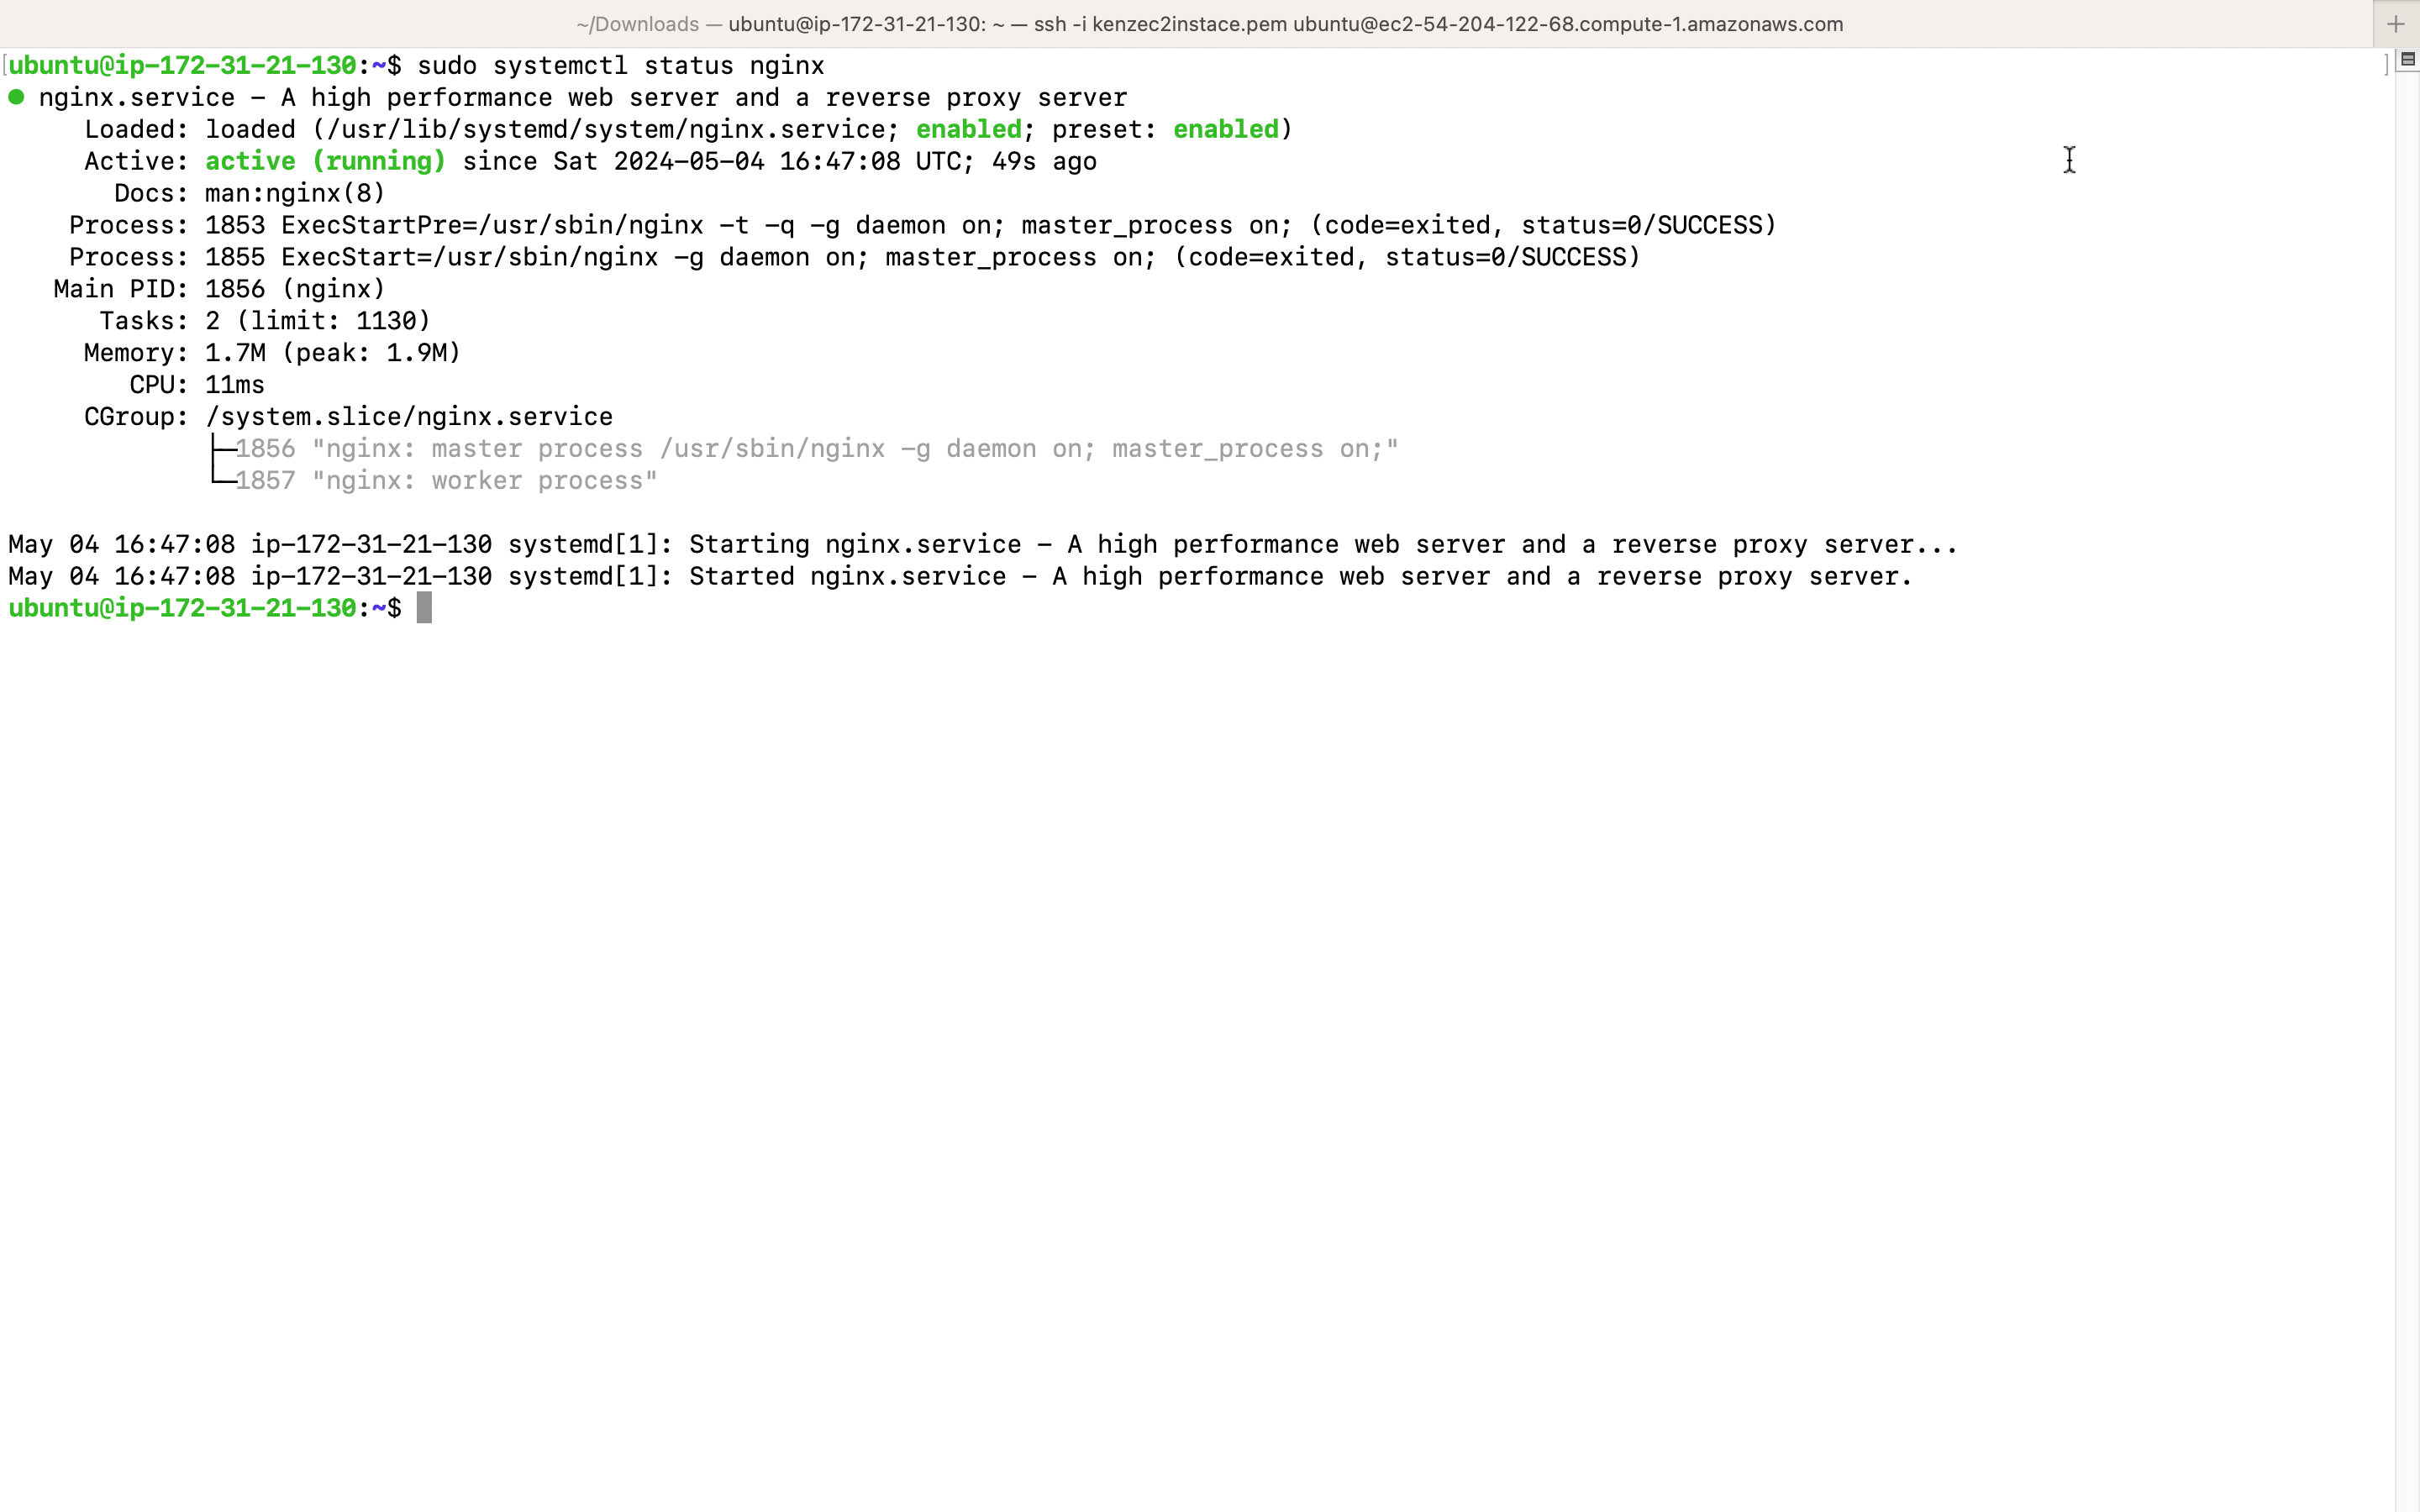 ~/Downloads — ubuntu@ip-172-31-21-130: ~ — ssh -i kenzec2instace.pem ubuntu@ec2-54-204-122-68.compute-1.amazonaws.com
[ubuntu@ip-172-31-21-130:~$ sudo systemctl status nginx ]
● nginx.service - A high performance web server and a reverse proxy server
     Loaded: loaded (/usr/lib/systemd/system/nginx.service; enabled; preset: enabled)
     Active: active (running) since Sat 2024-05-04 16:47:08 UTC; 49s ago
       Docs: man:nginx(8)
    Process: 1853 ExecStartPre=/usr/sbin/nginx -t -q -g daemon on; master_process on; (code=exited, status=0/SUCCESS)
    Process: 1855 ExecStart=/usr/sbin/nginx -g daemon on; master_process on; (code=exited, status=0/SUCCESS)
   Main PID: 1856 (nginx)
      Tasks: 2 (limit: 1130)
     Memory: 1.7M (peak: 1.9M)
        CPU: 11ms
     CGroup: /system.slice/nginx.service
             ├─1856 "nginx: master process /usr/sbin/nginx -g daemon on; master_process on;"
             └─1857 "nginx: worker process"

May 04 16:47:08 ip-172-31-21-130 systemd[1]: Starting nginx.service - A high performance web server and a reverse proxy server...
May 04 16:47:08 ip-172-31-21-130 systemd[1]: Started nginx.service - A high performance web server and a reverse proxy server.
ubuntu@ip-172-31-21-130:~$